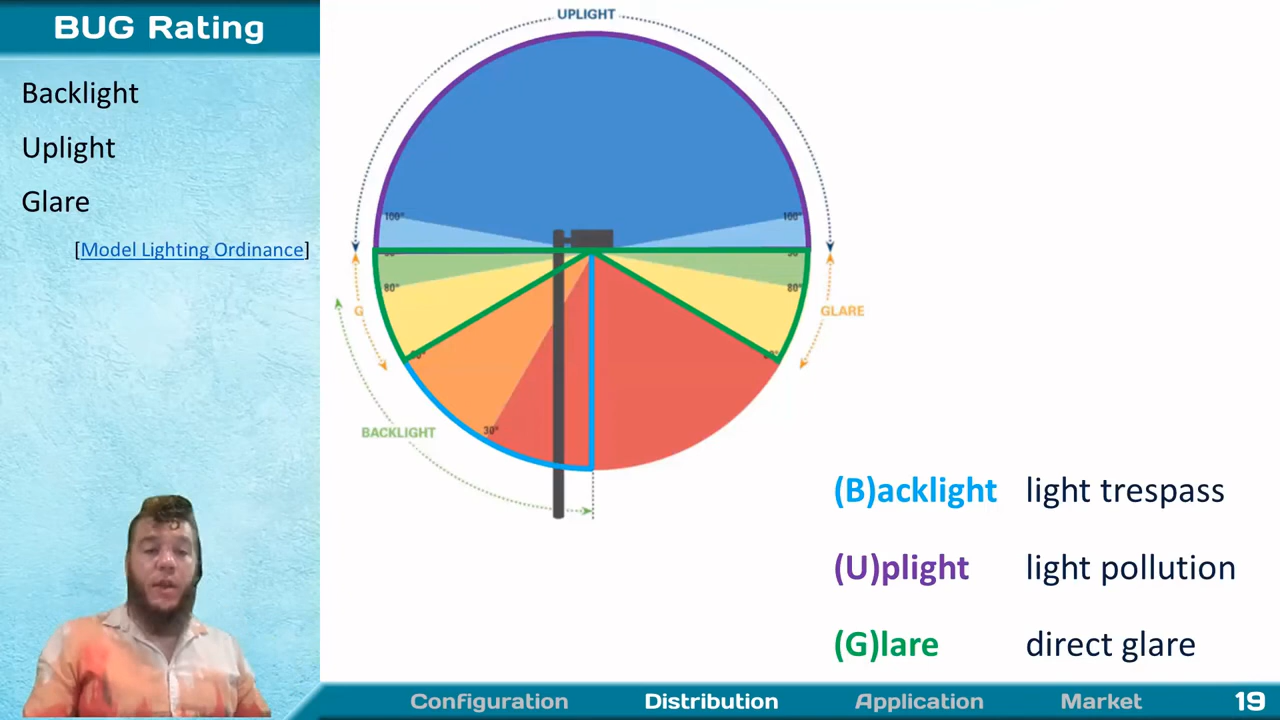 BUG Rating
Backlight
Uplight
Glare
[Model Lighting Ordinance]
UPLIGHT
100° 100°
80° 80°
G GLARE
30°
BACKLIGHT
(B)acklight light trespass
(U)plight light pollution
(G)lare direct glare
Configuration Distribution Application Market 19